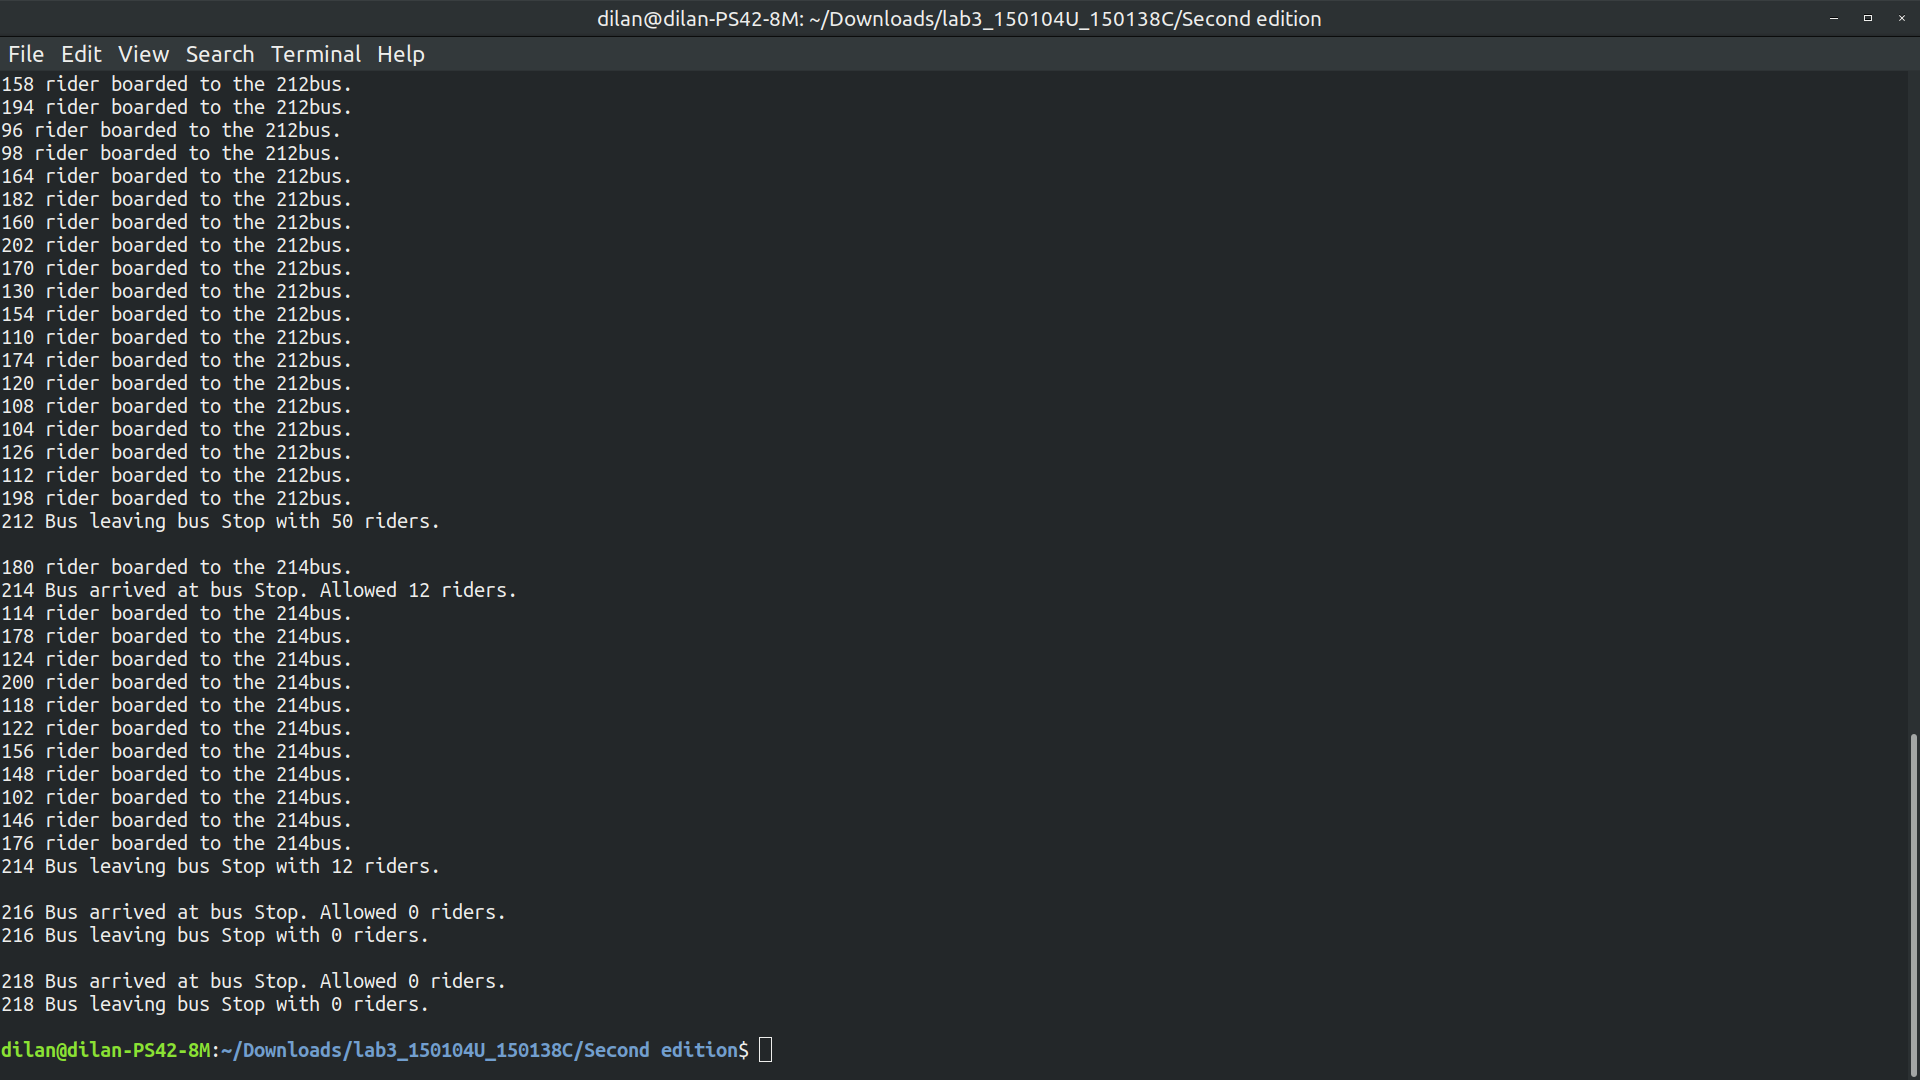 dilan@dilan-PS42-8M: ~/Downloads/lab3_150104U_150138C/Second edition
File Edit View Search Terminal Help
158 rider boarded to the 212bus.
194 rider boarded to the 212bus.
96 rider boarded to the 212bus.
98 rider boarded to the 212bus.
164 rider boarded to the 212bus.
182 rider boarded to the 212bus.
160 rider boarded to the 212bus.
202 rider boarded to the 212bus.
170 rider boarded to the 212bus.
130 rider boarded to the 212bus.
154 rider boarded to the 212bus.
110 rider boarded to the 212bus.
174 rider boarded to the 212bus.
120 rider boarded to the 212bus.
108 rider boarded to the 212bus.
104 rider boarded to the 212bus.
126 rider boarded to the 212bus.
112 rider boarded to the 212bus.
198 rider boarded to the 212bus.
212 Bus leaving bus Stop with 50 riders.
180 rider boarded to the 214bus.
214 Bus arrived at bus Stop. Allowed 12 riders.
114 rider boarded to the 214bus.
178 rider boarded to the 214bus.
124 rider boarded to the 214bus.
200 rider boarded to the 214bus.
118 rider boarded to the 214bus.
122 rider boarded to the 214bus.
156 rider boarded to the 214bus.
148 rider boarded to the 214bus.
102 rider boarded to the 214bus.
146 rider boarded to the 214bus.
176 rider boarded to the 214bus.
214 Bus leaving bus Stop with 12 riders.
216 Bus arrived at bus Stop. Allowed 0 riders.
216 Bus leaving bus Stop with 0 riders.
218 Bus arrived at bus Stop. Allowed 0 riders.
218 Bus leaving bus Stop with 0 riders.
dilan@dilan-PS42-8M:~/Downloads/lab3_150104U_150138C/Second edition$